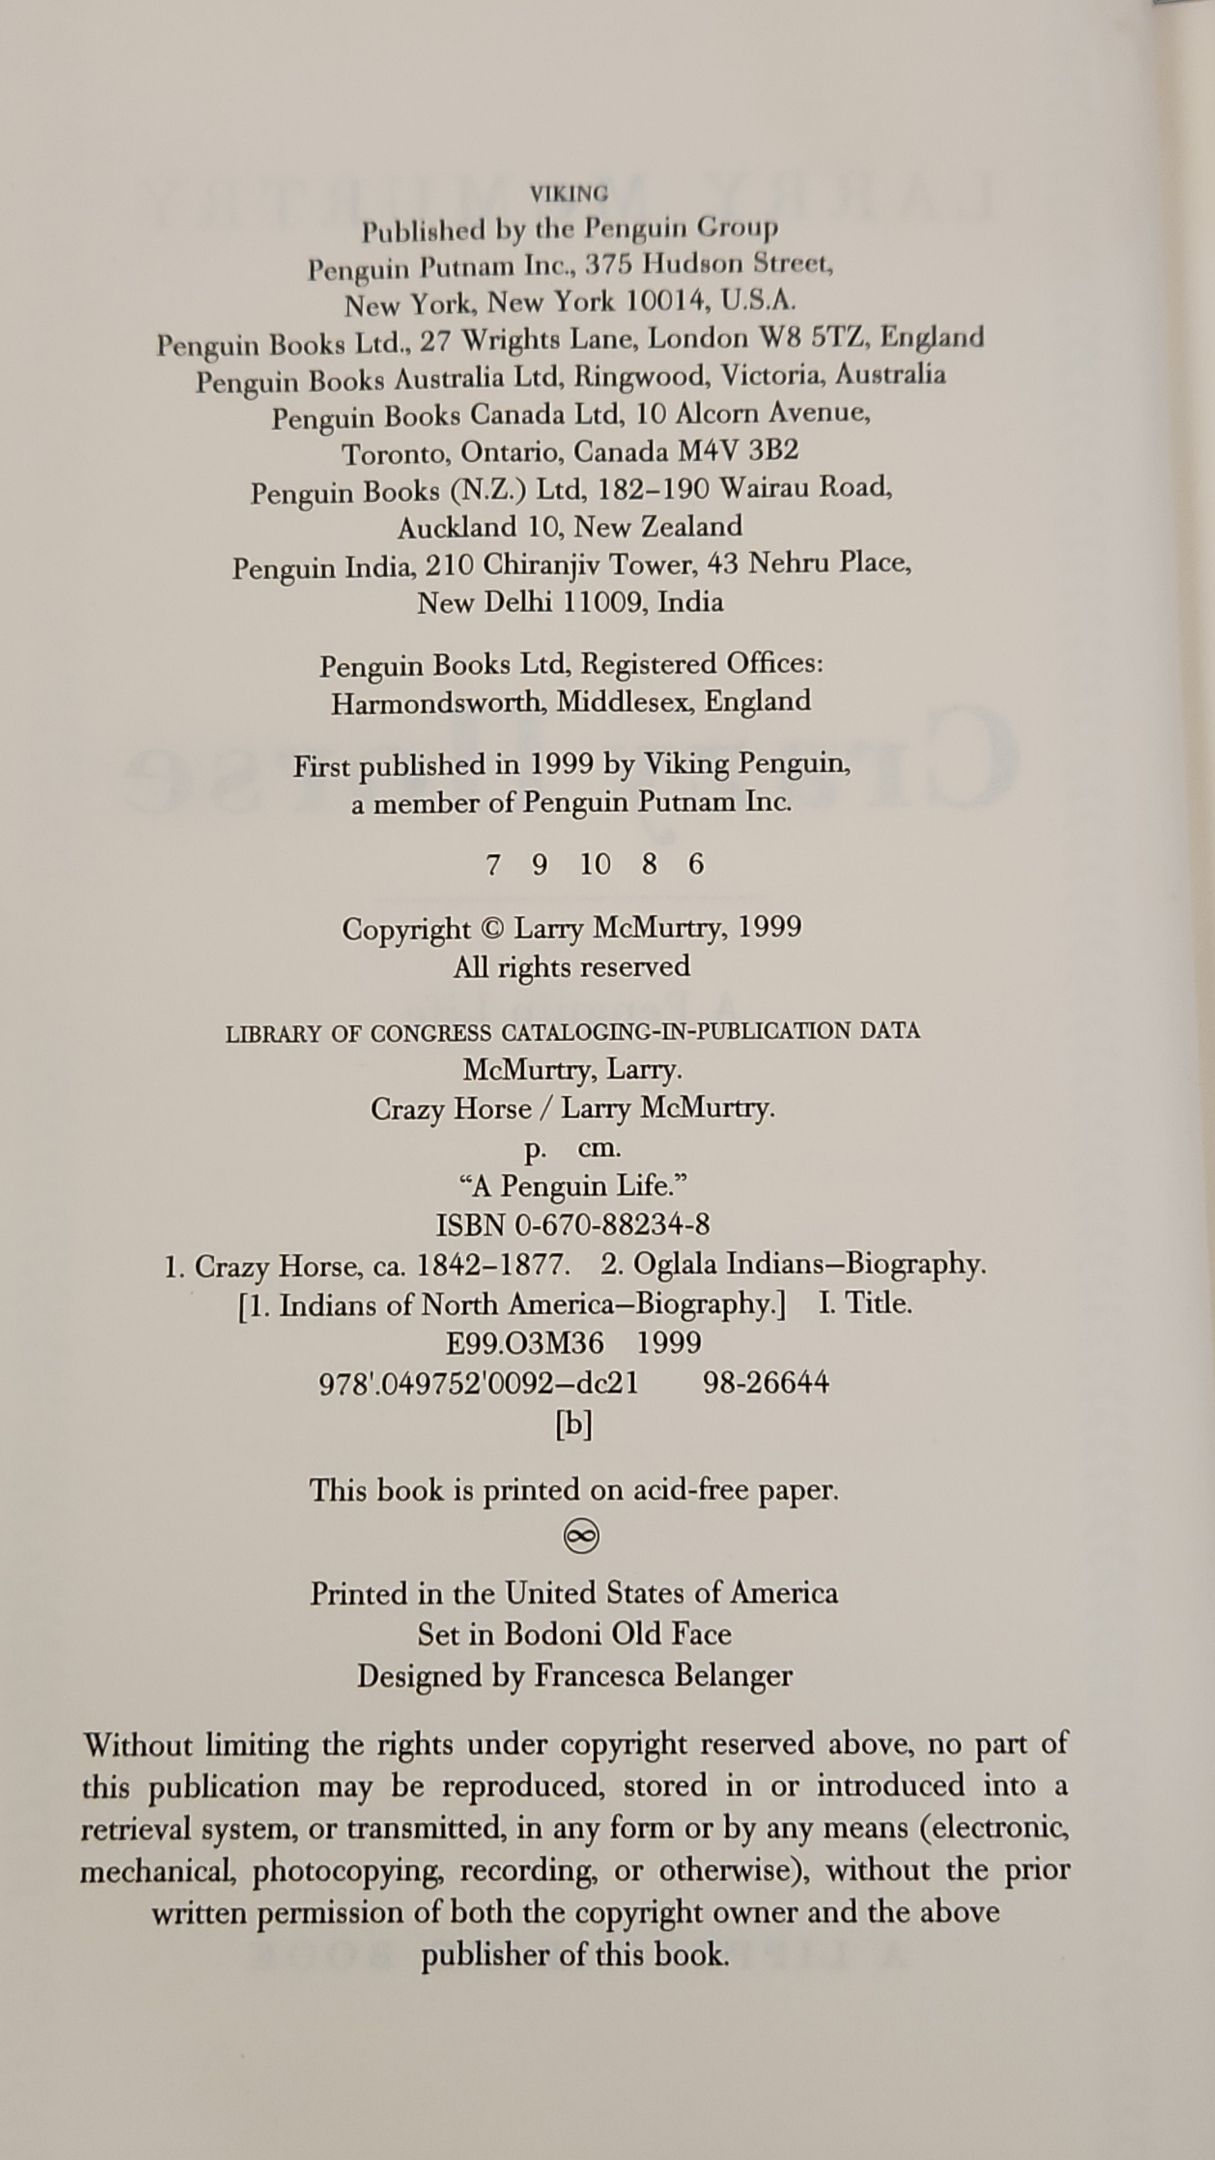 VIKING
Published by the Penguin Group
Penguin Putnam Inc., 375 Hudson Street,
New York, New York 10014, U.S.A.
Penguin Books Ltd., 27 Wrights Lane, London W8 5TZ, England
Penguin Books Australia Ltd, Ringwood, Victoria, Australia
Penguin Books Canada Ltd, 10 Alcorn Avenue,
Toronto, Ontario, Canada M4V 3B2
Penguin Books (N.Z.) Ltd, 182–190 Wairau Road,
Auckland 10, New Zealand
Penguin India, 210 Chiranjiv Tower, 43 Nehru Place,
New Delhi 11009, India
Penguin Books Ltd, Registered Offices:
Harmondsworth, Middlesex, England
First published in 1999 by Viking Penguin,
a member of Penguin Putnam Inc.
7 9 10 8 6
Copyright © Larry McMurtry, 1999
All rights reserved
LIBRARY OF CONGRESS CATALOGING-IN-PUBLICATION DATA
McMurtry, Larry.
Crazy Horse / Larry McMurtry.
p. cm.
“A Penguin Life.”
ISBN 0-670-88234-8
1. Crazy Horse, ca. 1842–1877. 2. Oglala Indians—Biography.
[1. Indians of North America—Biography.] I. Title.
E99.O3M36 1999
978'.049752'0092—dc21 98-26644
[b]
This book is printed on acid-free paper.
♾
Printed in the United States of America
Set in Bodoni Old Face
Designed by Francesca Belanger
Without limiting the rights under copyright reserved above, no part of
this publication may be reproduced, stored in or introduced into a
retrieval system, or transmitted, in any form or by any means (electronic,
mechanical, photocopying, recording, or otherwise), without the prior
written permission of both the copyright owner and the above
publisher of this book.